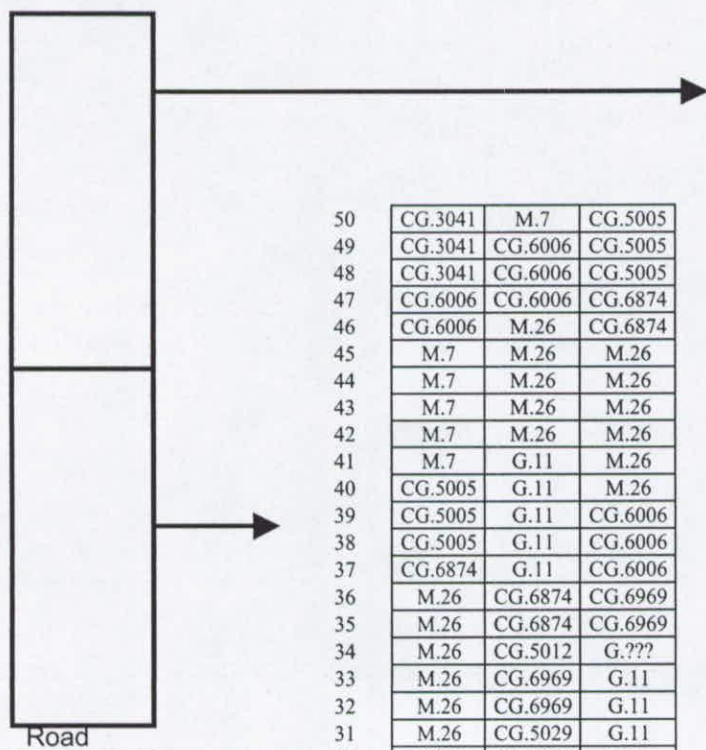 50 CG.3041 M.7 CG.5005
49 CG.3041 CG.6006 CG.5005
48 CG.3041 CG.6006 CG.5005
47 CG.6006 CG.6006 CG.6874
46 CG.6006 M.26 CG.6874
45 M.7 M.26 M.26
44 M.7 M.26 M.26
43 M.7 M.26 M.26
42 M.7 M.26 M.26
41 M.7 G.11 M.26
40 CG.5005 G.11 M.26
39 CG.5005 G.11 CG.6006
38 CG.5005 G.11 CG.6006
37 CG.6874 G.11 CG.6006
36 M.26 CG.6874 CG.6969
35 M.26 CG.6874 CG.6969
34 M.26 CG.5012 G.???
33 M.26 CG.6969 G.11
32 M.26 CG.6969 G.11
31 M.26 CG.5029 G.11
Road